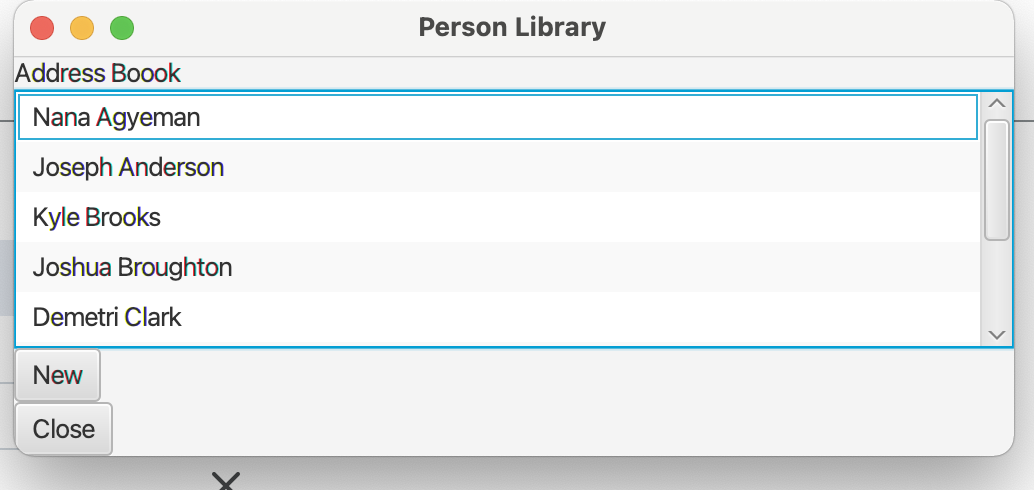 Person Library
Address Boook
Nana Agyeman
Joseph Anderson
Kyle Brooks
Joshua Broughton
Demetri Clark
New
Close